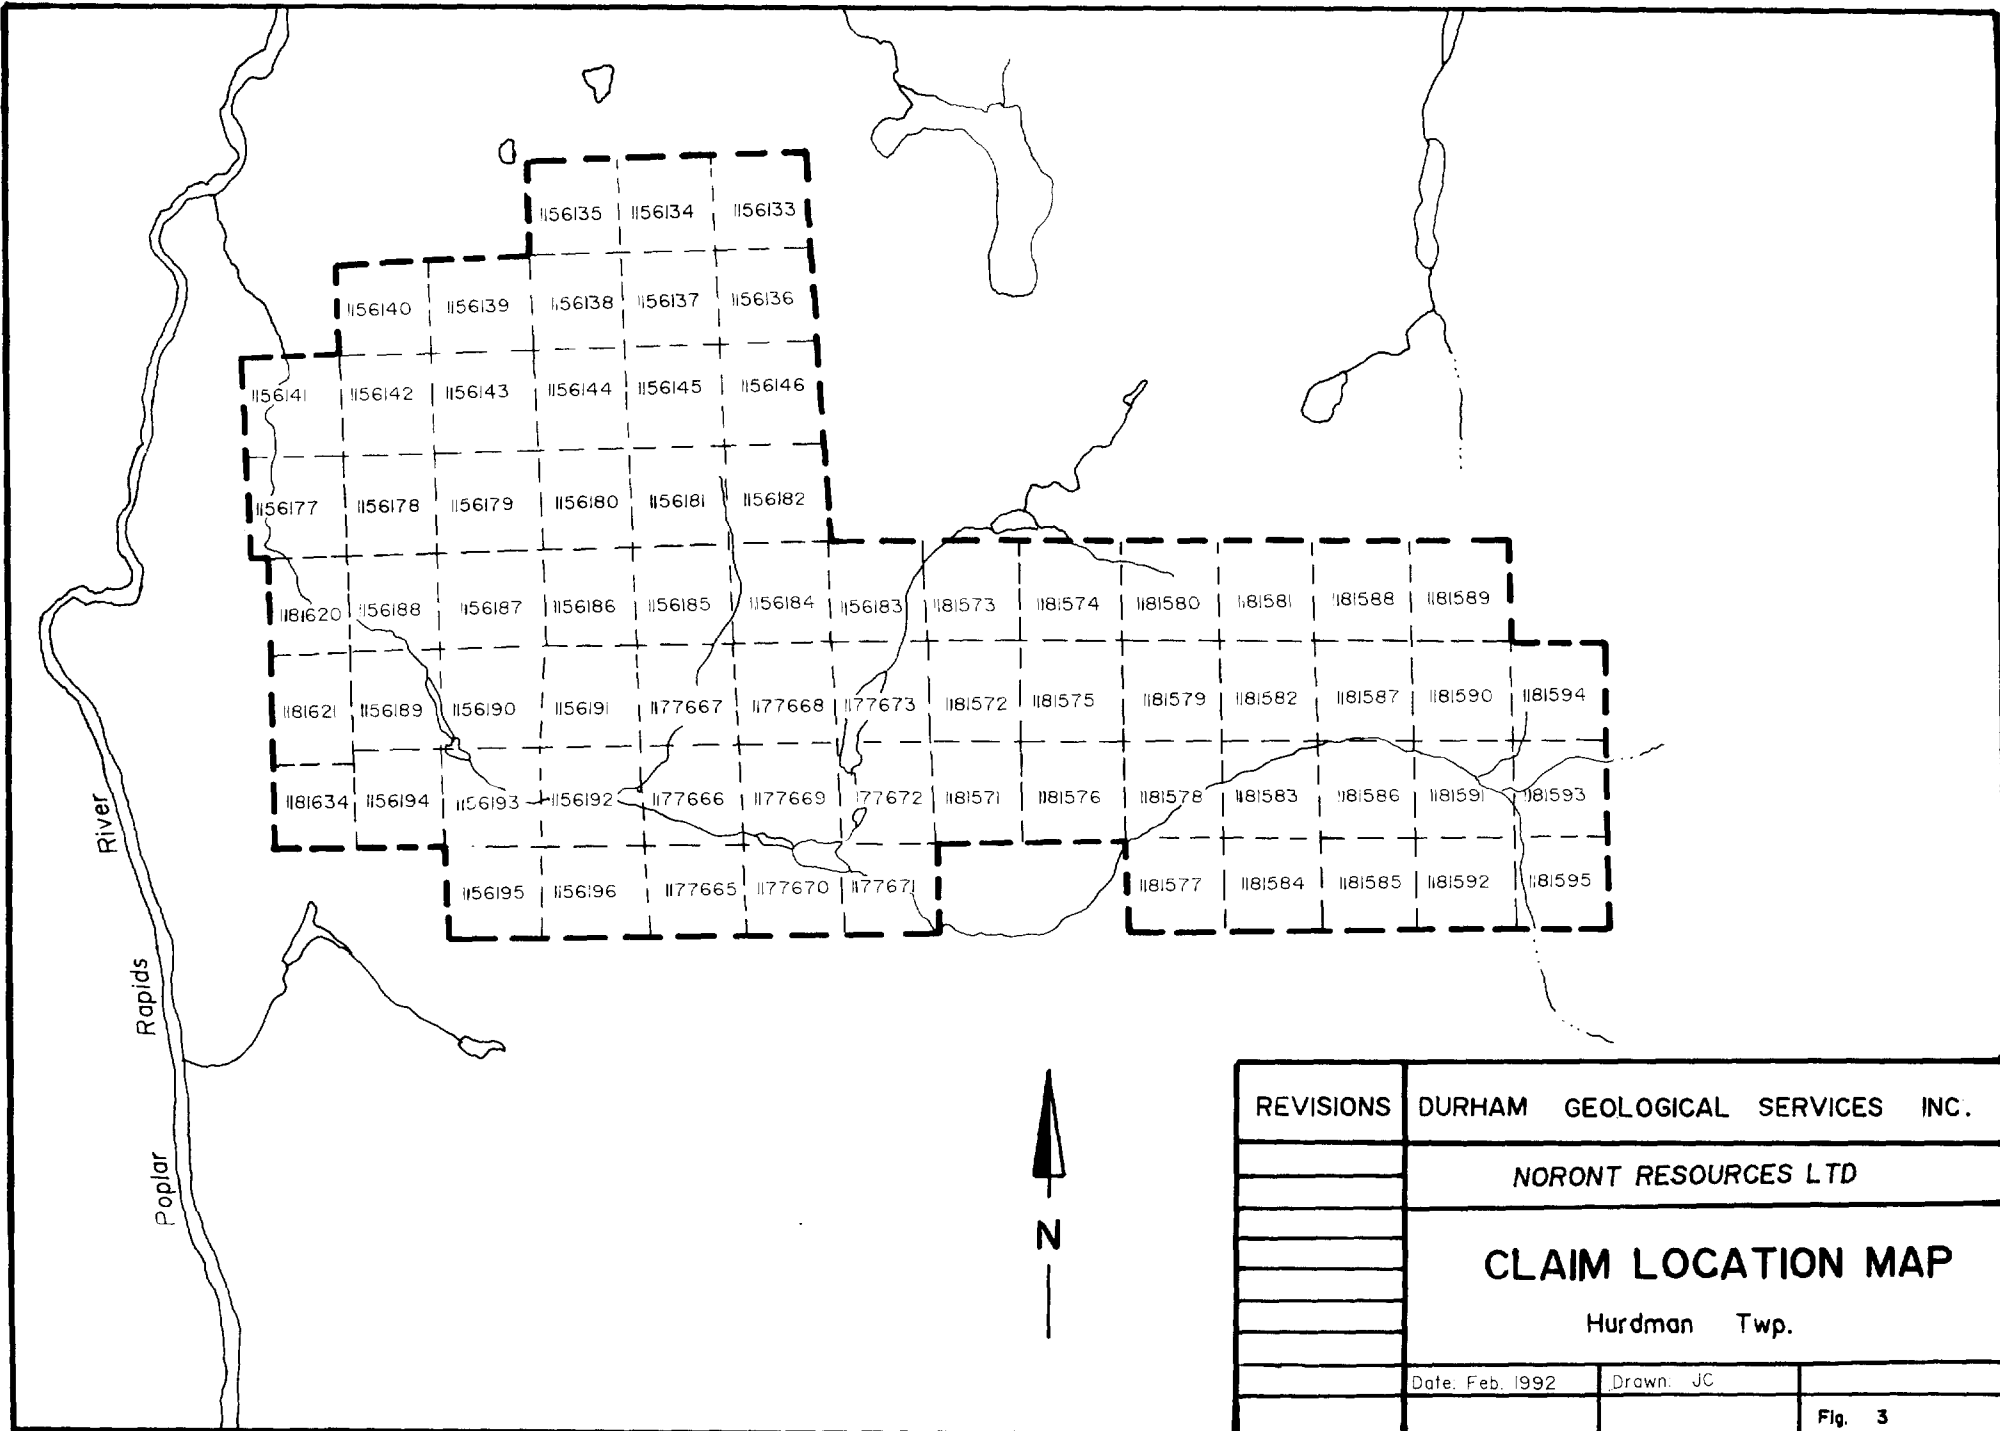 1156135 1156134 1156133
1156140 1156139 1156138 1156137 1156136
1156141 1156142 1156143 1156144 1156145 1156146
1156177 1156178 1156179 1156180 1156181 1156182
1181620 1156188 1156187 1156186 1156185 1156184 1156183 1181573 1181574 1181580 1181581 1181588 1181589
1181621 1156189 1156190 1156191 1177667 1177668 1177673 1181572 1181575 1181579 1181582 1181587 1181590 1181594
1181634 1156194 1156193 1156192 1177666 1177669 1177672 1181571 1181576 1181578 1181583 1181586 1181591 1181593
1156195 1156196 1177665 1177670 1177671 1181577 1181584 1181585 1181592 1181595
Poplar Rapids River
N
REVISIONS
DURHAM GEOLOGICAL SERVICES INC.
NORONT RESOURCES LTD
CLAIM LOCATION MAP
Hurdman Twp.
Date: Feb. 1992 Drawn: JC
Fig. 3